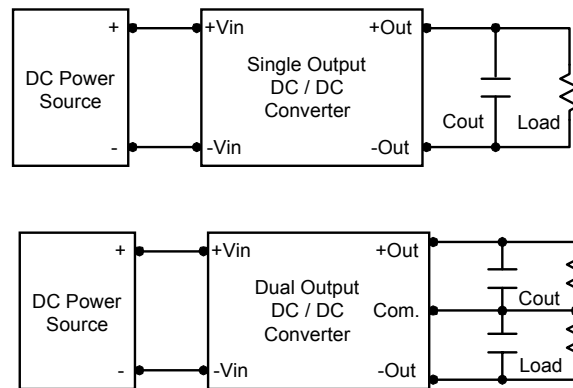 + +Vin +Out
DC Power
Source
Single Output
DC / DC
Converter
Cout Load
- -Vin -Out
+ +Vin +Out
DC Power
Source
Dual Output
DC / DC
Converter
Com.
Cout
Load
- -Vin -Out